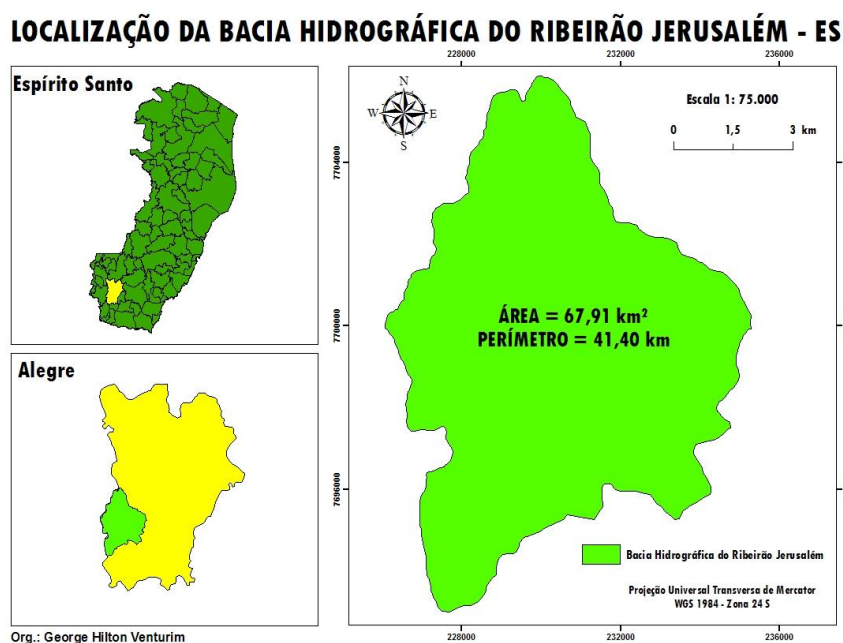 LOCALIZAÇÃO DA BACIA HIDROGRÁFICA DO RIBEIRÃO JERUSALÉM - ES
Espírito Santo
Alegre
Org.: George Hilton Venturim
228000
232000
236000
N
W
E
S
Escala 1: 75.000
0 1,5 3 km
7704000
7700000
7696000
ÁREA = 67,91 km²
PERÍMETRO = 41,40 km
Bacia Hidrográfica do Ribeirão Jerusalém
Projeção Universal Transversa de Mercator
WGS 1984 - Zona 24 S
228000
232000
236000